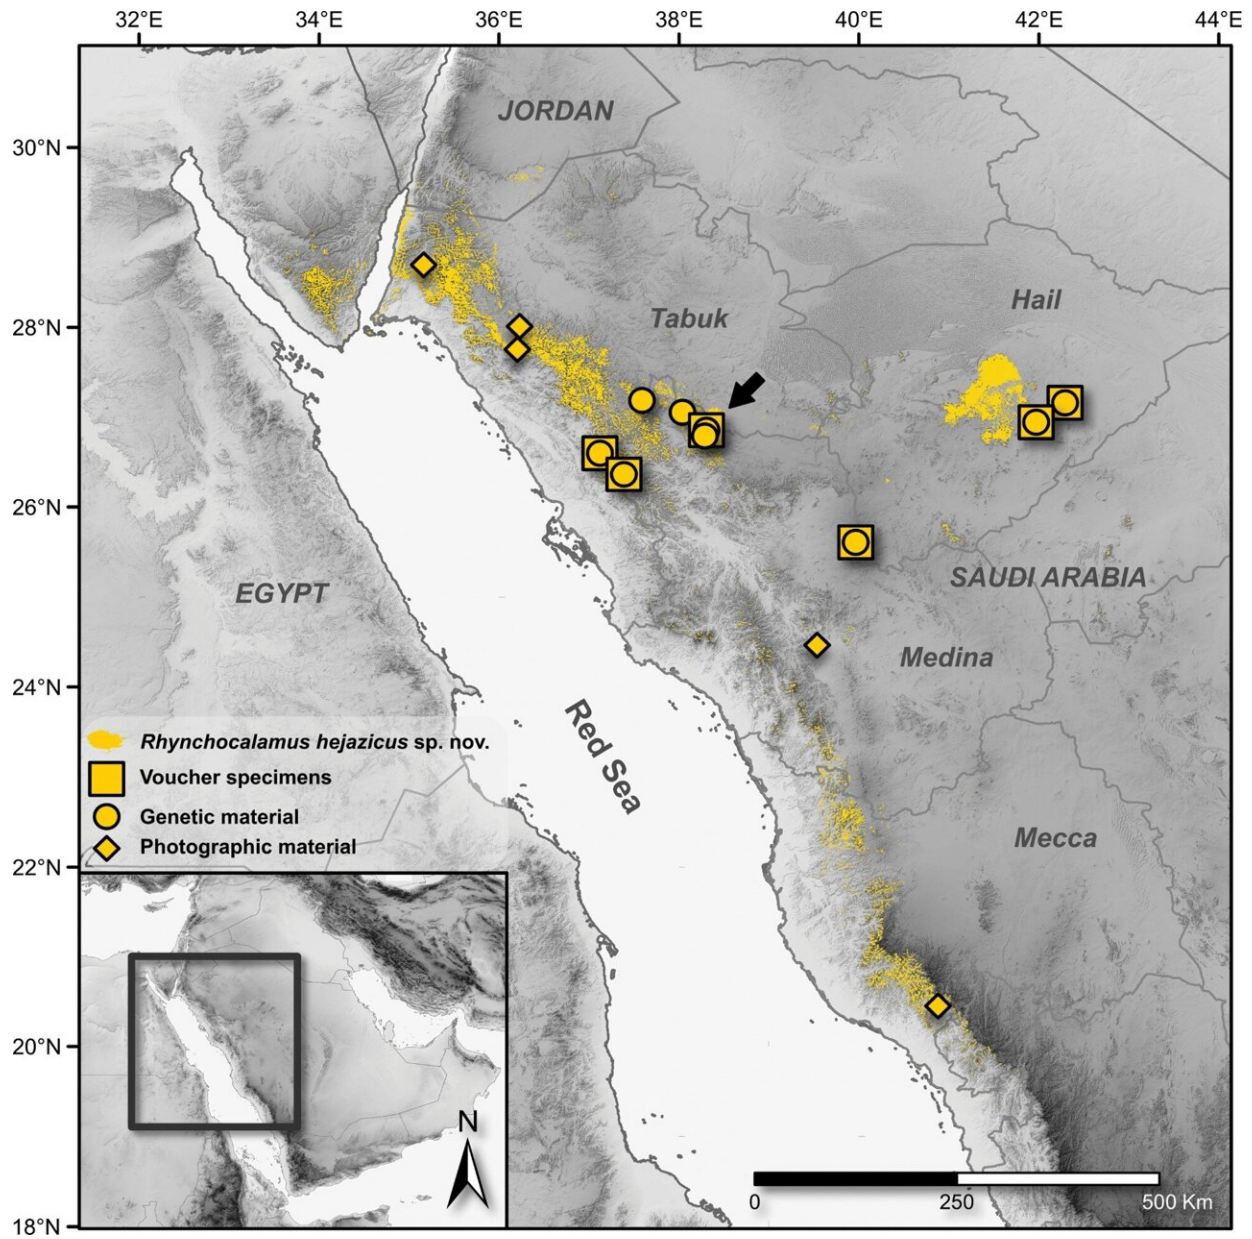 32°E 34°E 36°E 38°E 40°E 42°E 44°E
JORDAN
30°N
Hail
Tabuk
28°N
26°N
SAUDI ARABIA
EGYPT
Medina
24°N
Red Sea
Rhynchocalamus hejazicus sp. nov.
Voucher specimens
Genetic material
Photographic material
Mecca
22°N
20°N
N
0 250 500 Km
18°N